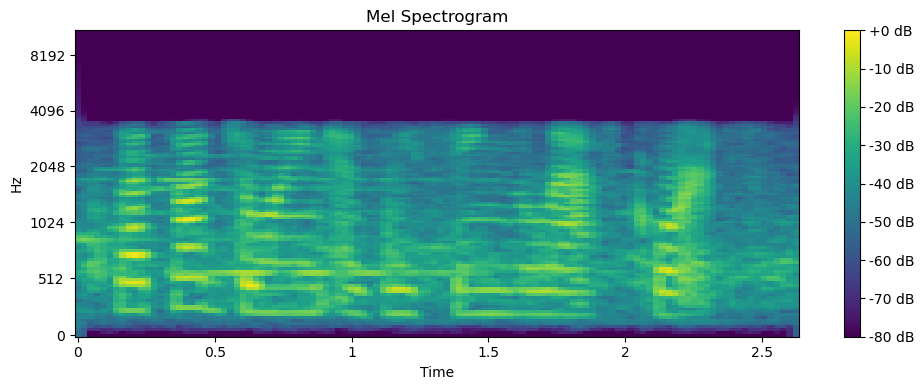 Mel Spectrogram
8192
4096
2048
1024
512
0
Hz
0
0.5
1
1.5
2
2.5
Time
+0 dB
-10 dB
-20 dB
-30 dB
-40 dB
-50 dB
-60 dB
-70 dB
-80 dB